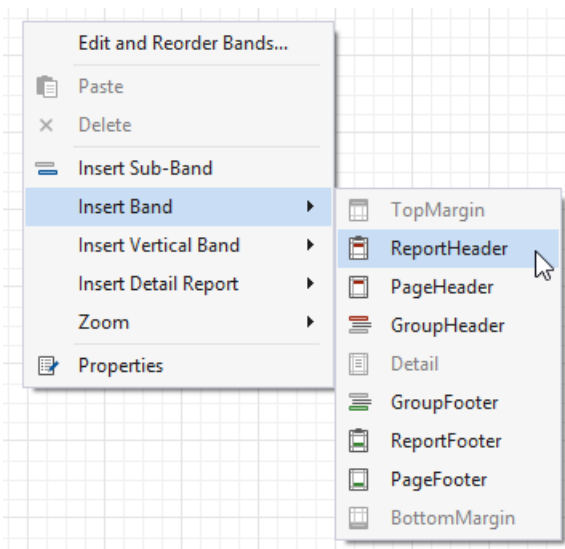 Edit and Reorder Bands...
Paste
Delete
Insert Sub-Band
Insert Band
Insert Vertical Band
Insert Detail Report
Zoom
Properties
TopMargin
ReportHeader
PageHeader
GroupHeader
Detail
GroupFooter
ReportFooter
PageFooter
BottomMargin